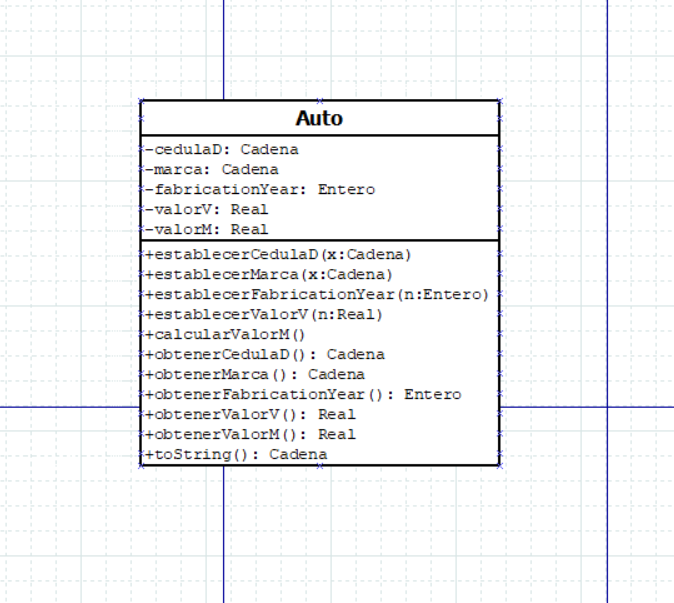 Auto
-cedulaD: Cadena
-marca: Cadena
-fabricationYear: Entero
-valorV: Real
-valorM: Real
+establecerCedulaD(x:Cadena)
+establecerMarca(x:Cadena)
+establecerFabricationYear(n:Entero)
+establecerValorV(n:Real)
+calcularValorM()
+obtenerCedulaD(): Cadena
+obtenerMarca(): Cadena
+obtenerFabricationYear(): Entero
+obtenerValorV(): Real
+obtenerValorM(): Real
+toString(): Cadena